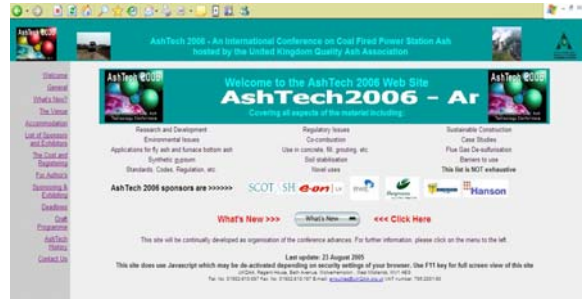 AshTech 2006 - An International Conference on Coal Fired Power Station Ash
hosted by the United Kingdom Quality Ash Association
AshTech 2006
Welcome
General
What's New?
The Venue
Accommodation
List of Sponsors
and Exhibitors
The Cost and
Registering
For Author's
Sponsoring &
Exhibiting
Deadlines
Draft
Programme
AshTech
History
Contact Us
AshTech 2006
Welcome to the AshTech 2006 Web Site
AshTech2006 - Ar
Covering all aspects of the material including:
AshTech 2006
Research and Development
Environmental Issues
Applications for fly ash and furnace bottom ash
Synthetic gypsum
Standards, Codes, Regulation, etc.
Regulatory Issues
Co-combustion
Use in concrete, fill, grouting, etc.
Soil stabilisation
Novel uses
Sustainable Construction
Case Studies
Flue Gas De-sulfurisation
Barriers to use
This list is NOT exhaustive
AshTech 2006 sponsors are >>>>>>
SCOT SH
e-on UK
Hanson
What's New >>>
What's New
<<< Click Here
This site will be continually developed as organisation of the conference advances. For further information, please click on the menu to the left.
Last update: 23 August 2005
This site does use Javascript which may be de-activated depending on security settings of your browser. Use F11 key for full screen view of this site